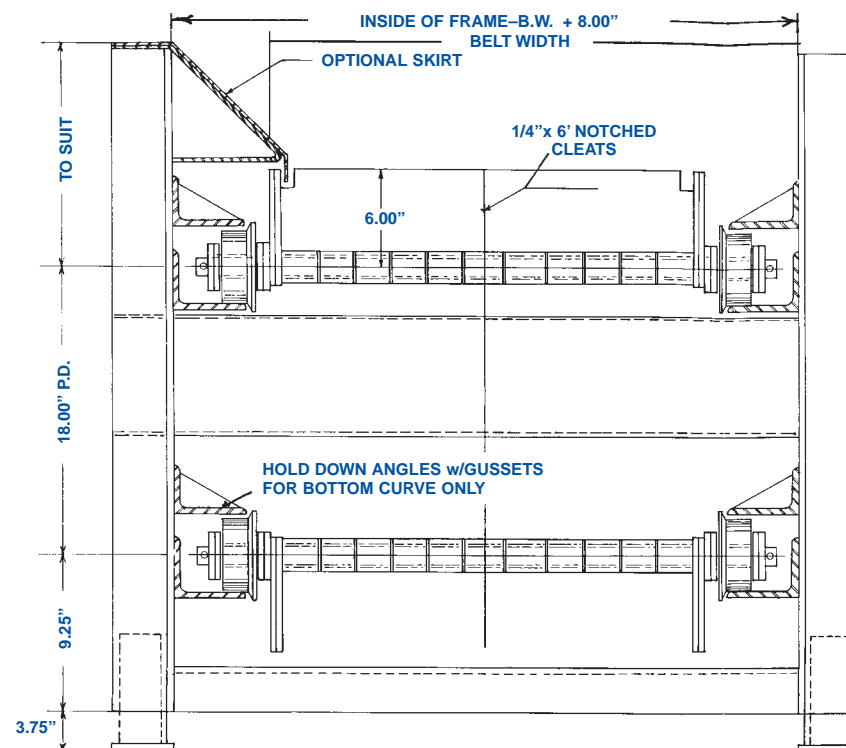 INSIDE OF FRAME–B.W. + 8.00”
BELT WIDTH
OPTIONAL SKIRT
1/4”x 6’ NOTCHED
CLEATS
TO SUIT
6.00”
18.00” P.D.
HOLD DOWN ANGLES w/GUSSETS
FOR BOTTOM CURVE ONLY
9.25”
3.75”